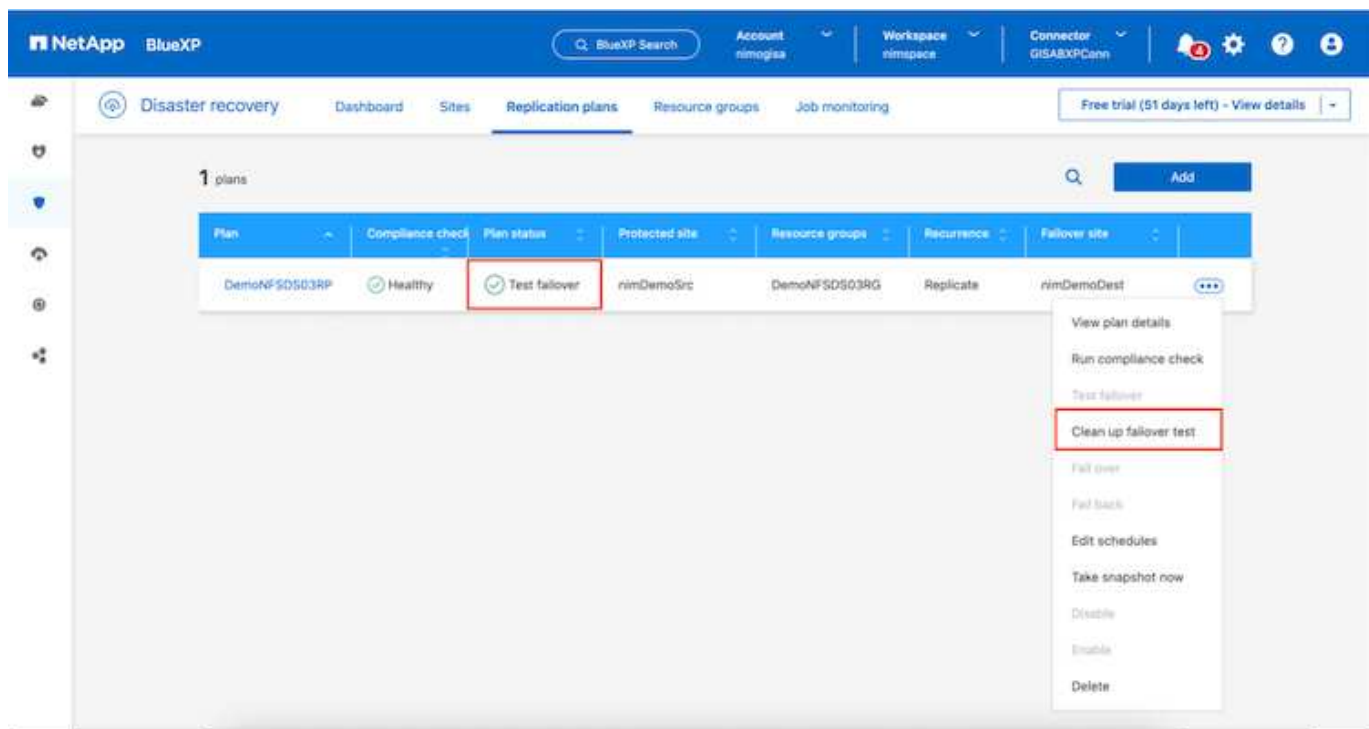 NetApp BlueXP BlueXP Search Account Workspace Connector
nimogisa nimspace GISABXPConn 4
Disaster recovery Dashboard Sites Replication plans Resource groups Job monitoring Free trial (51 days left) - View details
1 plans Add
Plan Compliance check Plan status Protected site Resource groups Recurrence Failover site
DemoNFSDS03RP Healthy Test failover nimDemoSrc DemoNFSDS03RG Replicate nimDemoDest
View plan details
Run compliance check
Test failover
Clean up failover test
Fail over
Fail back
Edit schedules
Take snapshot now
Disable
Enable
Delete